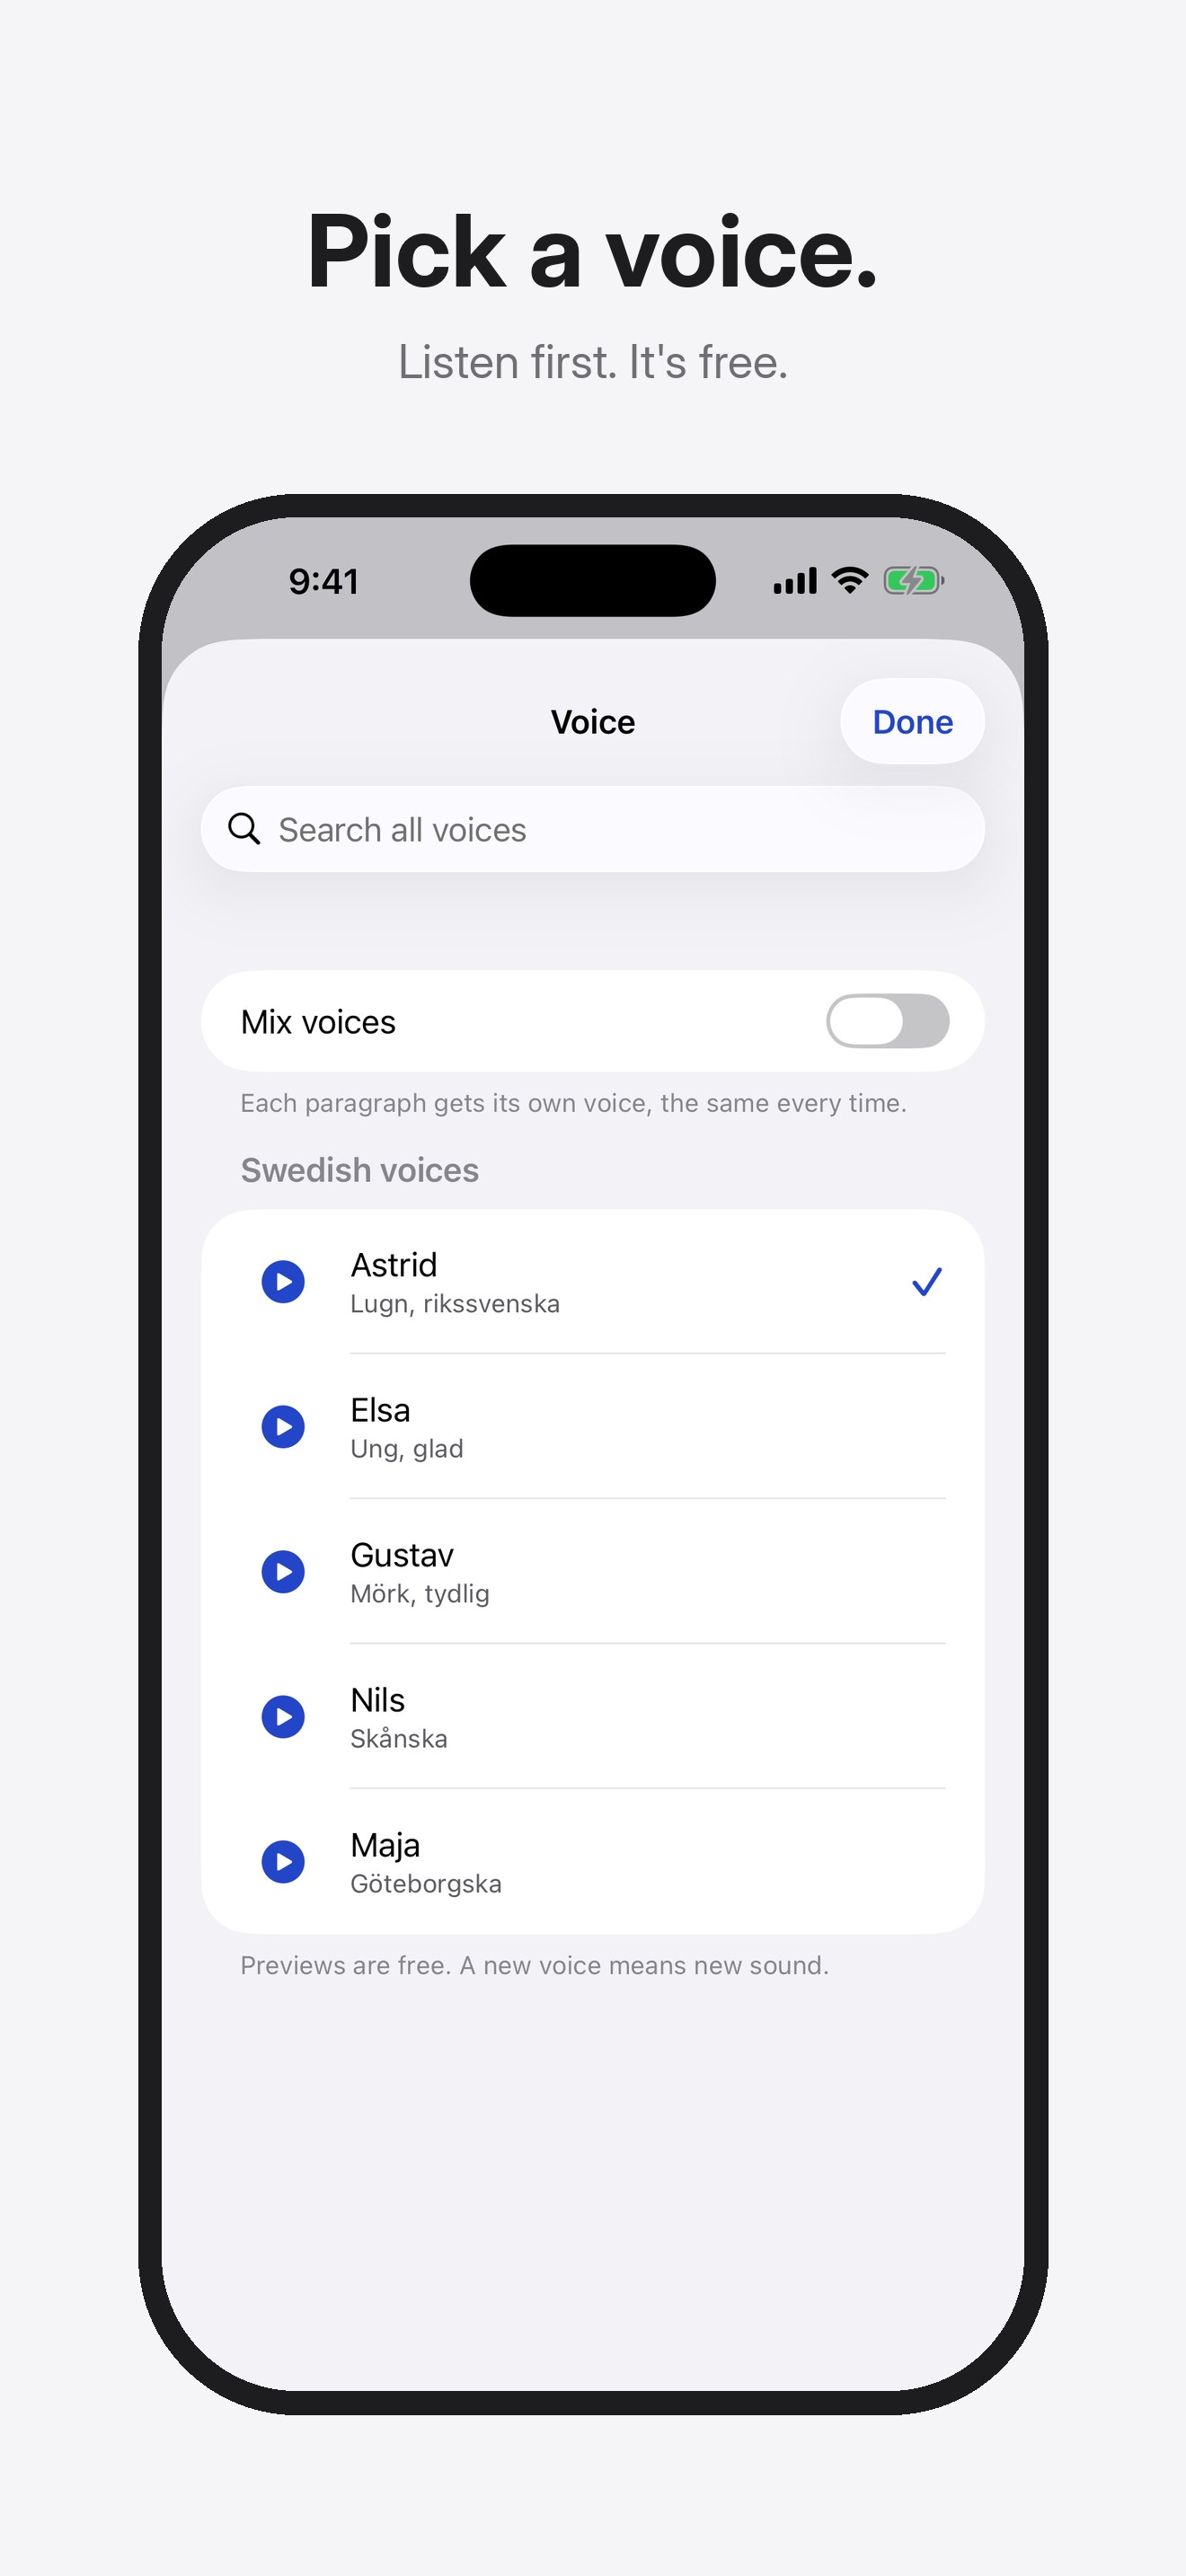 Pick a voice.
Listen first. It's free.
9:41
Voice
Done
Search all voices
Mix voices
Each paragraph gets its own voice, the same every time.
Swedish voices
Astrid
Lugn, rikssvenska
Elsa
Ung, glad
Gustav
Mörk, tydlig
Nils
Skånska
Maja
Göteborgska
Previews are free. A new voice means new sound.